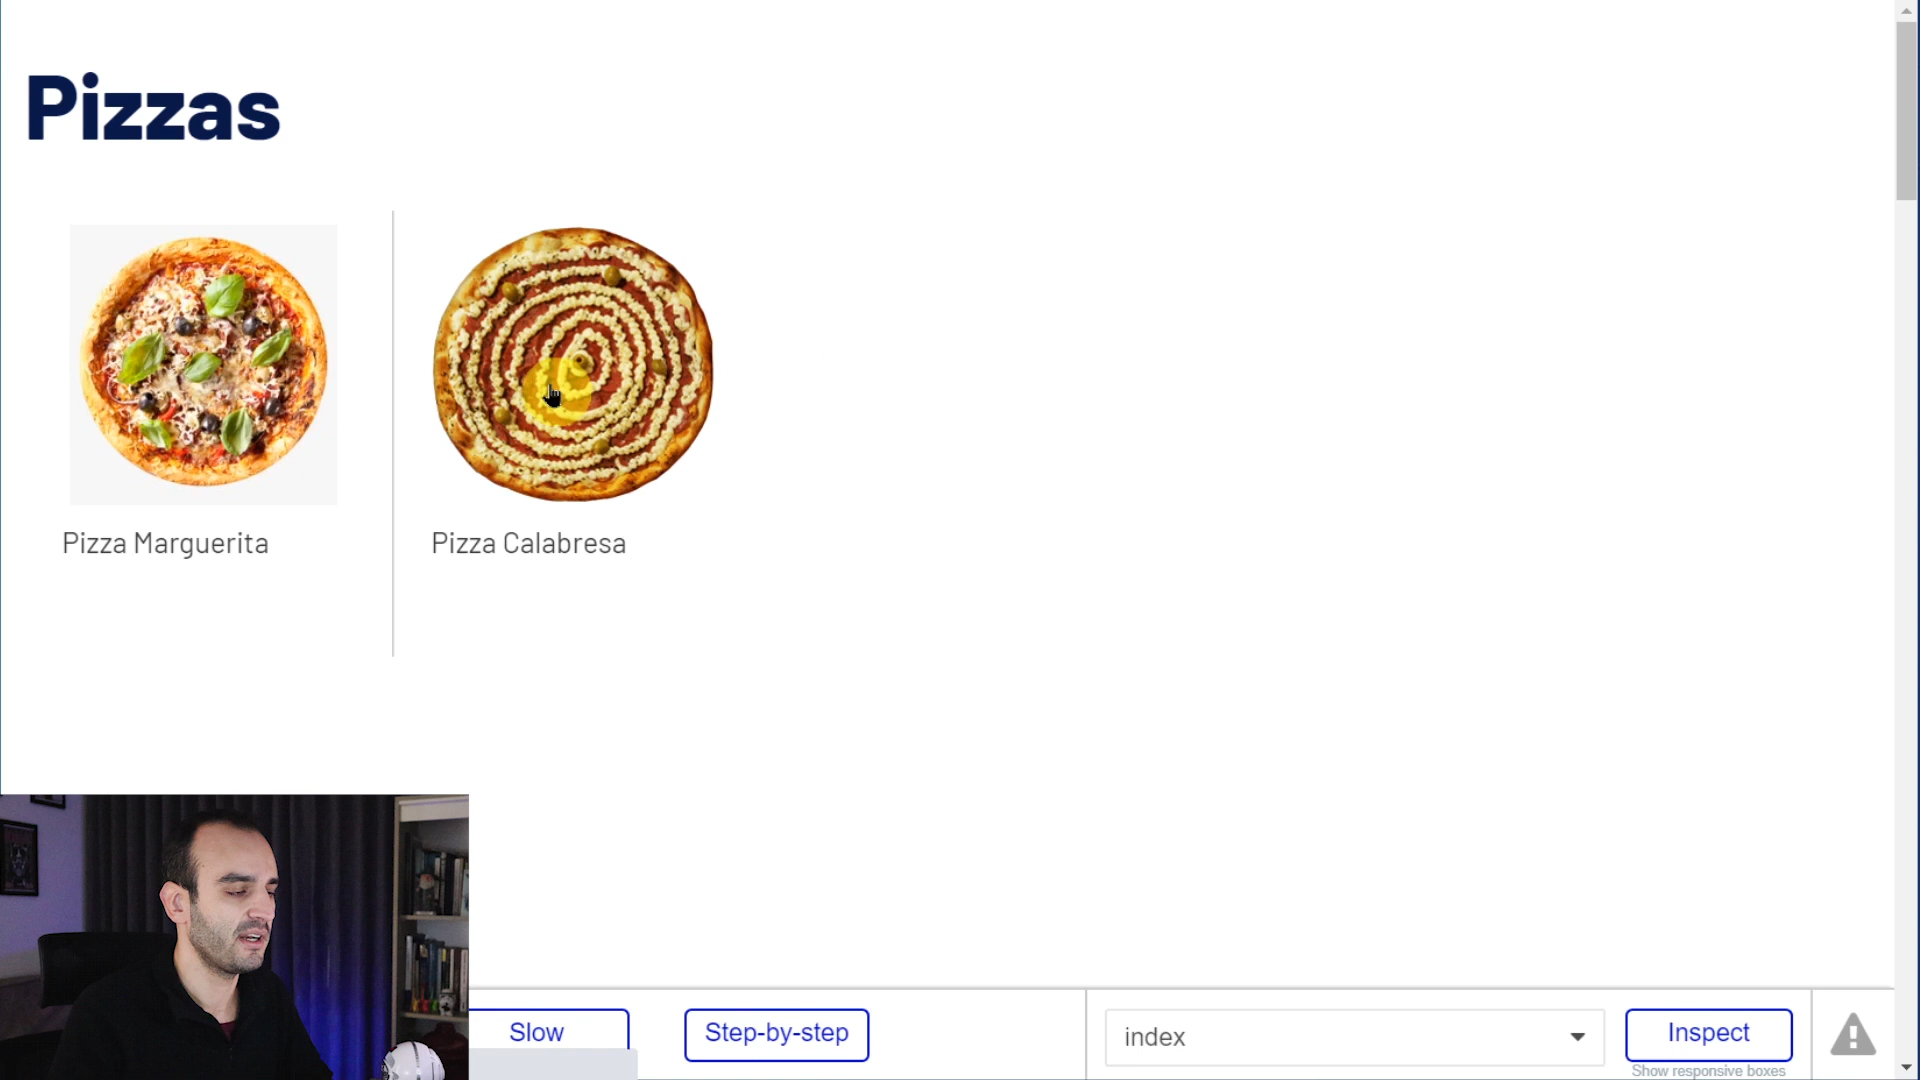 Pizzas
Pizza Marguerita
Pizza Calabresa
Slow
Step-by-step
index
Inspect
Show responsive boxes